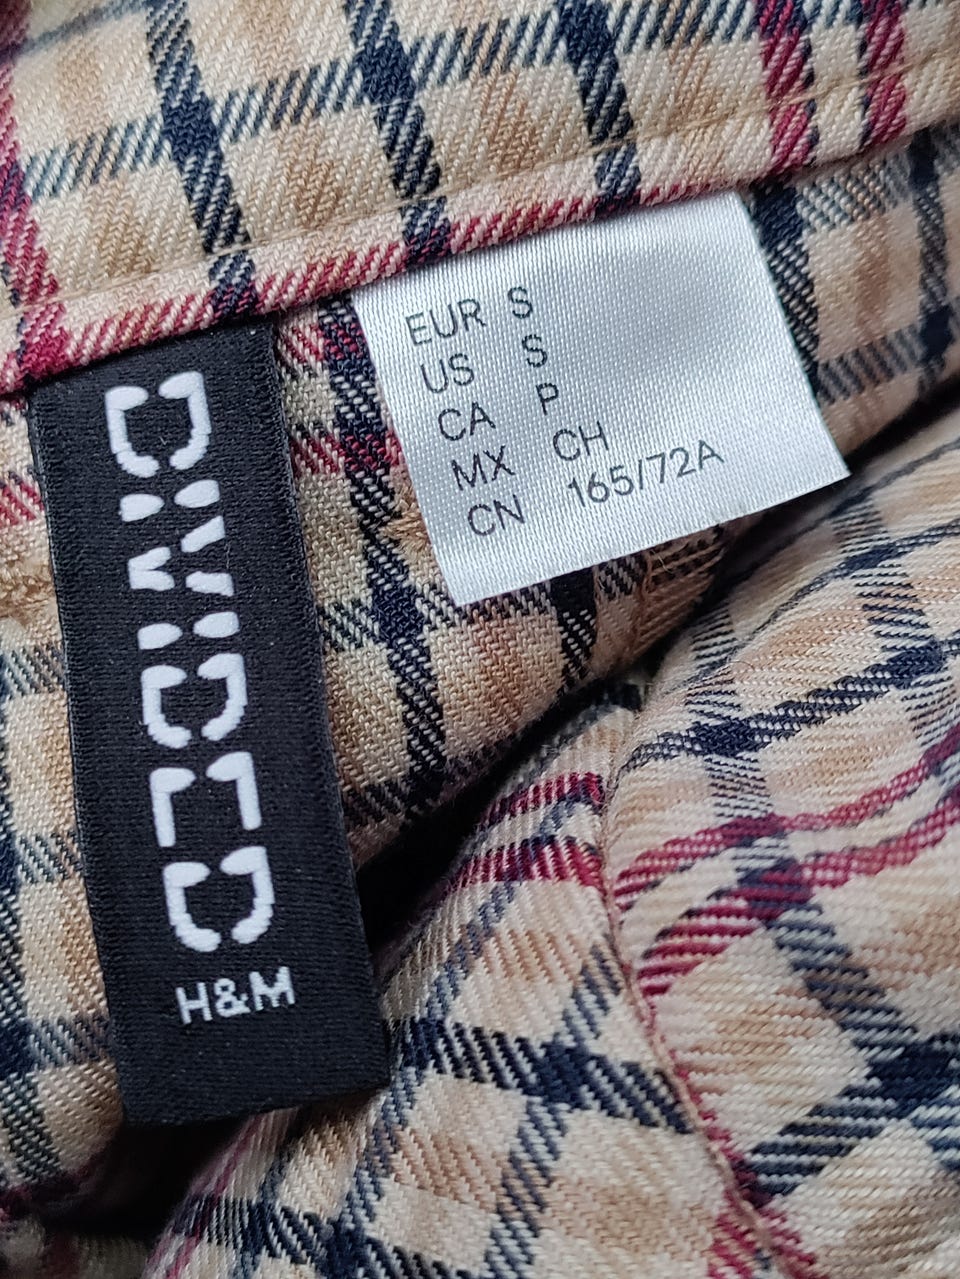 DIVIDED
H&M
EUR S
US S
CA P
MX CH
CN 165/72A